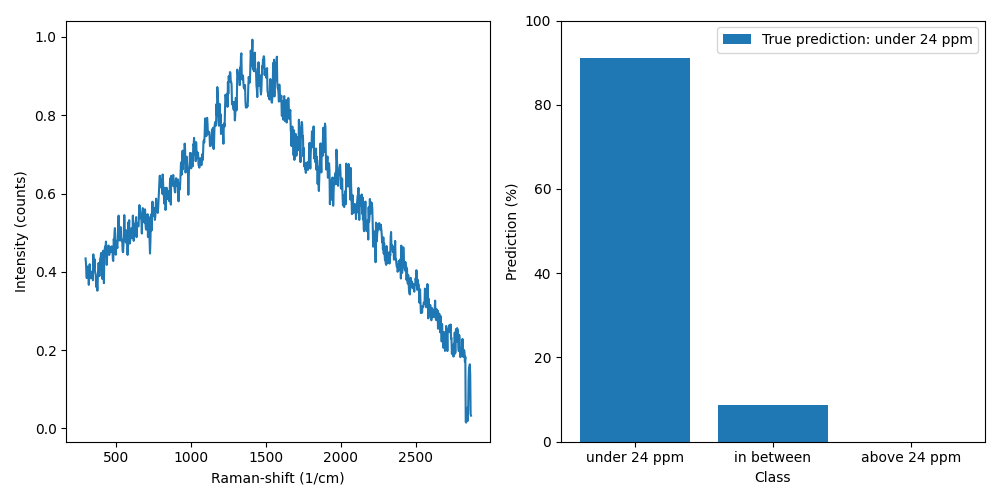 1.0
0.8
0.6
0.4
0.2
0.0
Intensity (counts)
500 1000 1500 2000 2500
Raman-shift (1/cm)
100
80
60
40
20
0
Prediction (%)
True prediction: under 24 ppm
under 24 ppm in between above 24 ppm
Class